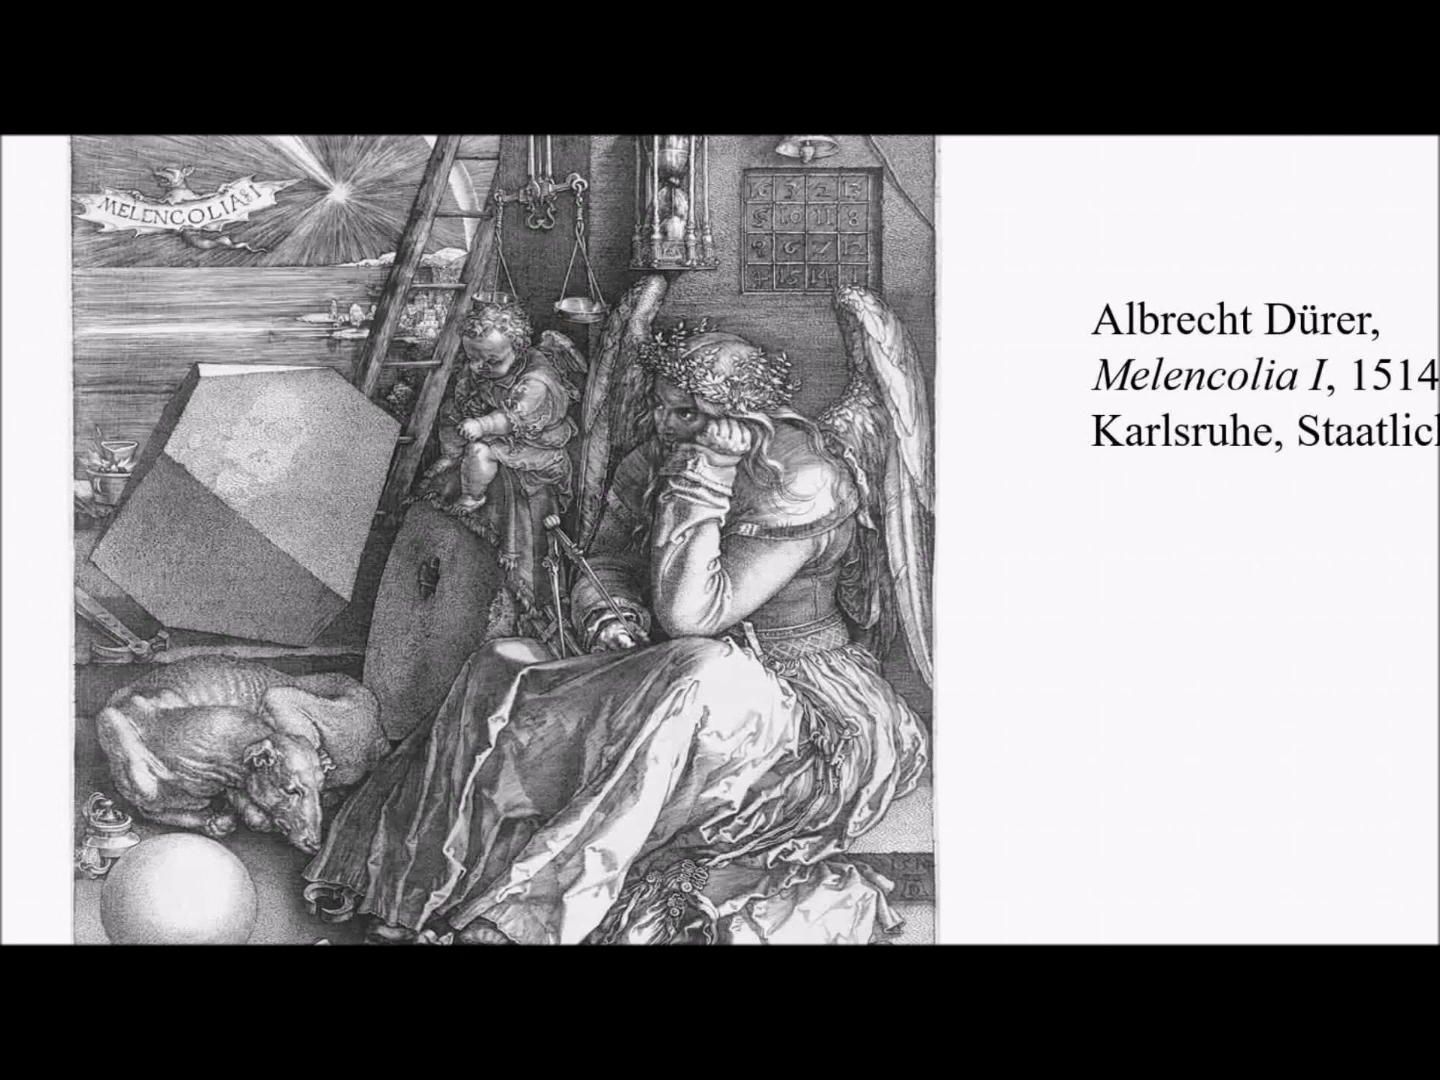 MELENCOLIA§I
16 3 2 13
5 10 11 8
9 6 7 12
4 15 14 1
Albrecht Dürer,
Melencolia I, 1514
Karlsruhe, Staatlich